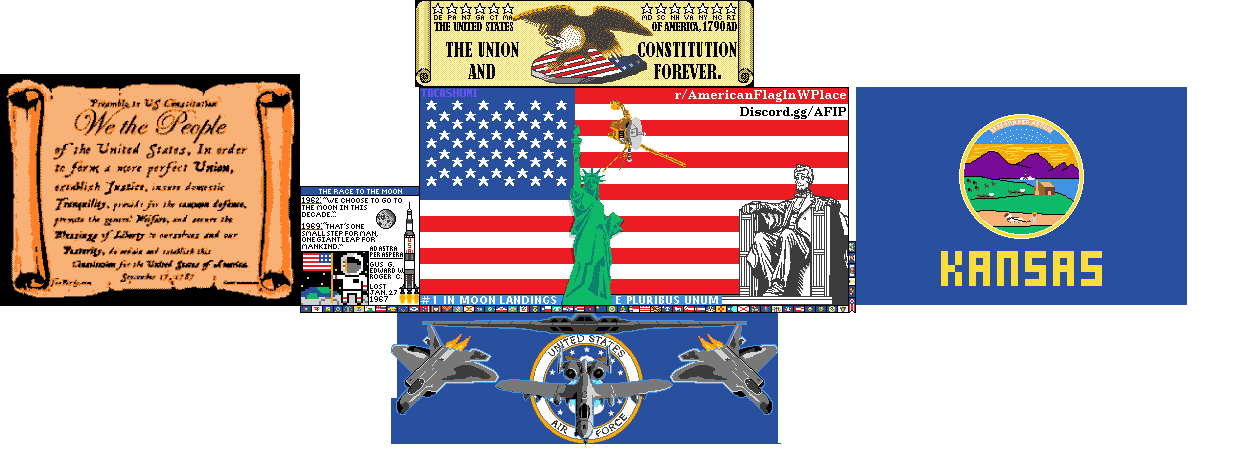 DE PA NJ GA CT MA
MD SC NH VA NY NC RI
THE UNITED STATES
OF AMERICA, 1790 AD
THE UNION
AND
CONSTITUTION
FOREVER.
Preamble to US Constitution
We the People
of the United States, In order
to form a more perfect Union,
establish Justice, insure domestic
Tranquility, provide for the common defence,
promote the general Welfare, and secure the
Blessings of Liberty to ourselves and our
Posterity, do ordain and establish this
Constitution for the United States of America
September 17, 1787
TACASHUMI
r/AmericanFlagInWPlace
Discord.gg/AFIP
THE RACE TO THE MOON
1962, "WE CHOOSE TO GO TO
THE MOON IN THIS
DECADE..."
1969, "THAT'S ONE
SMALL STEP FOR MAN,
ONE GIANT LEAP FOR
MANKIND."
AD ASTRA
PER ASPERA
GUS G.
EDWARD W.
ROGER C.
LOST
JAN. 27
1967
#1 IN MOON LANDINGS
E PLURIBUS UNUM
KANSAS
UNITED STATES
AIR FORCE